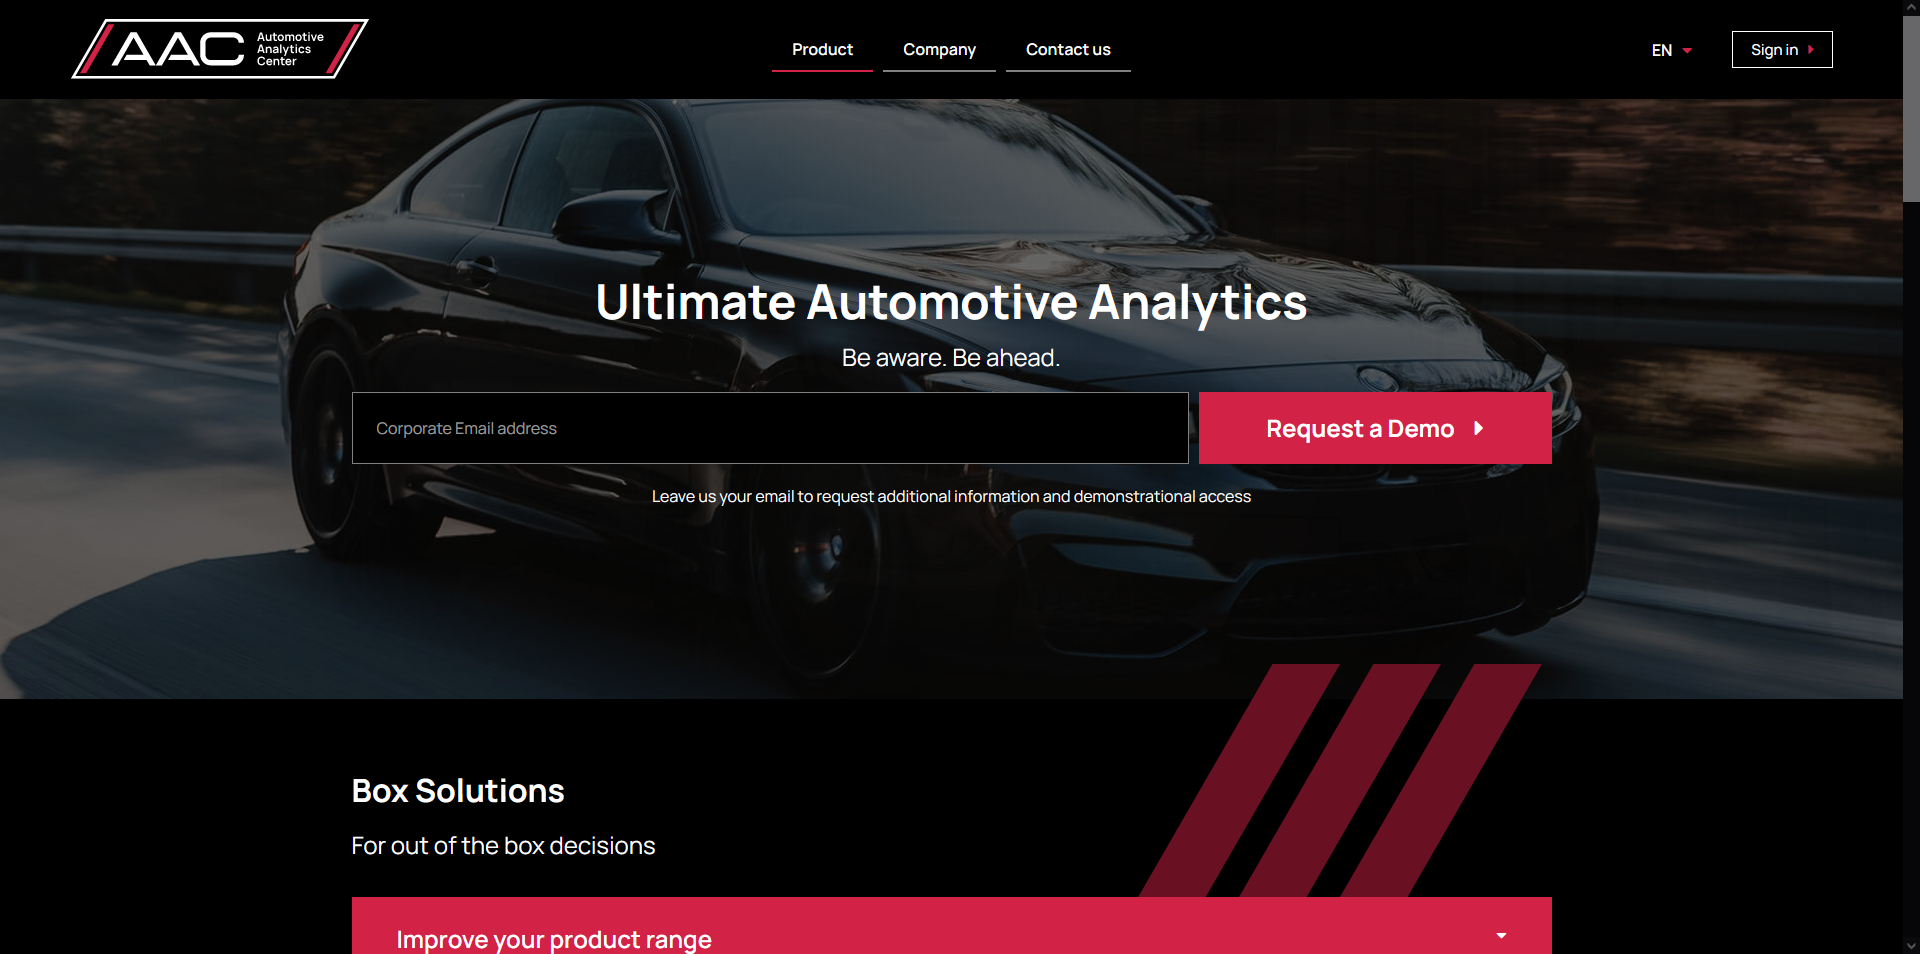 AAC
Automotive
Analytics
Center
Product
Company
Contact us
EN
Sign in
Ultimate Automotive Analytics
Be aware. Be ahead.
Corporate Email address
Request a Demo
Leave us your email to request additional information and demonstrational access
Box Solutions
For out of the box decisions
Improve your product range